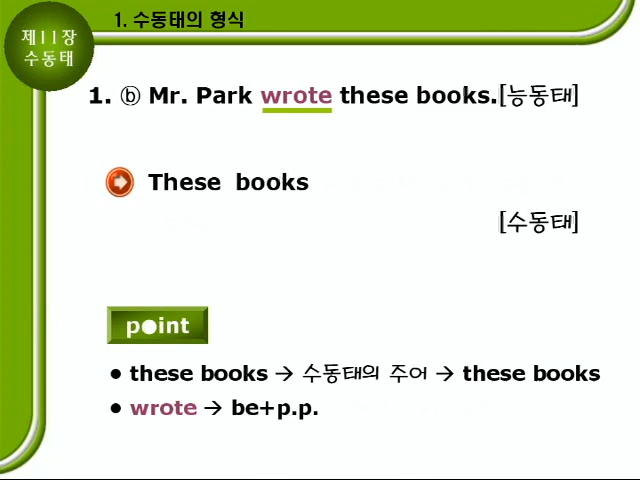 1. 수동태의 형식
제11장
수동태
1. ⓑ Mr. Park wrote these books.[능동태]
These books
[수동태]
point
• these books → 수동태의 주어 → these books
• wrote → be+p.p.